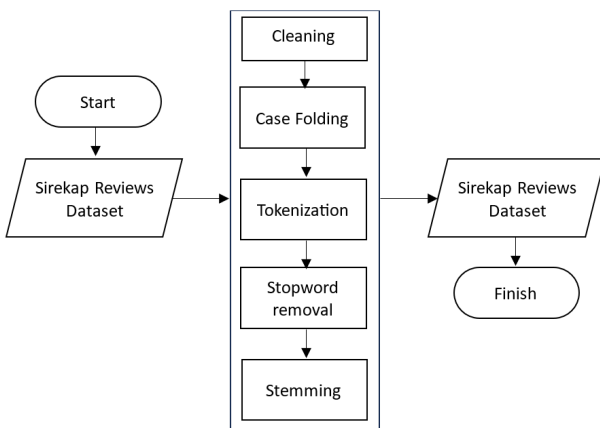 Start
Sirekap Reviews
Dataset
Cleaning
Case Folding
Tokenization
Stopword
removal
Stemming
Sirekap Reviews
Dataset
Finish